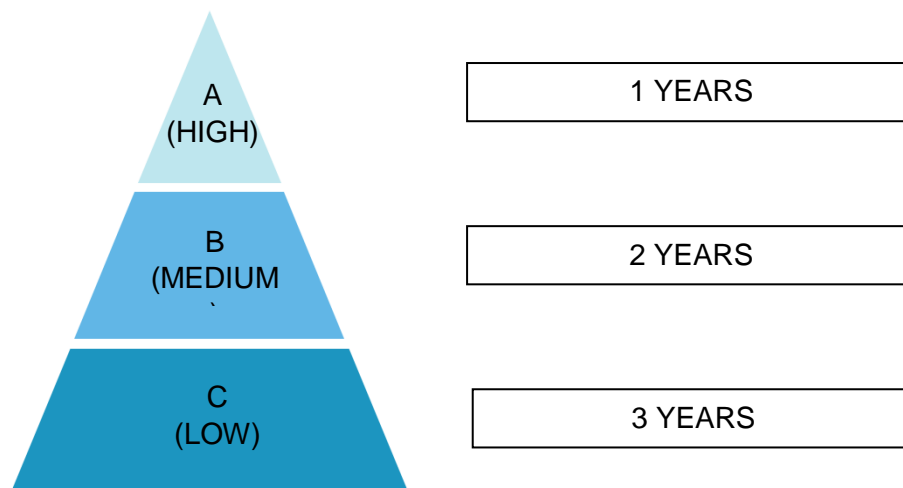 A
(HIGH)
1 YEARS
B
(MEDIUM
2 YEARS
C
(LOW)
3 YEARS